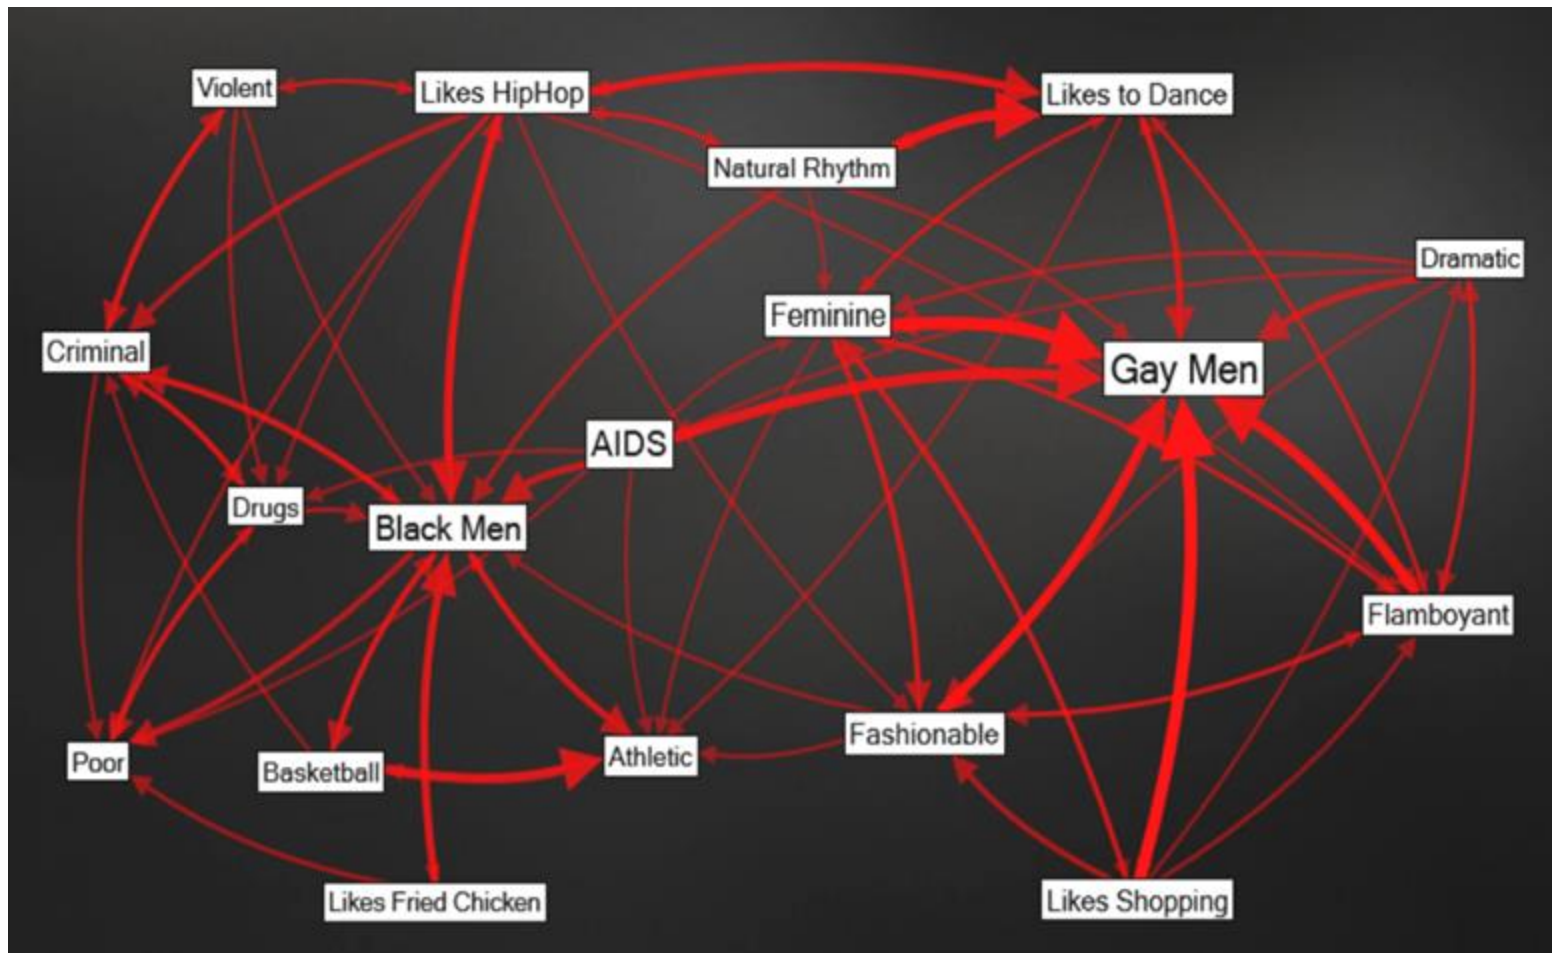 Violent
Likes HipHop
Likes to Dance
Natural Rhythm
Dramatic
Feminine
Criminal
Gay Men
AIDS
Drugs
Black Men
Flamboyant
Fashionable
Poor
Basketball
Athletic
Likes Fried Chicken
Likes Shopping